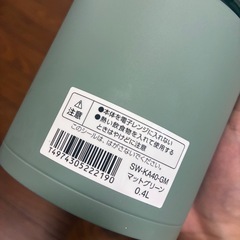 注意
●本体を電子レンジに入れない
●熱い飲食物を入れて使用する
ときはやけどに注意
このシールは、はがさないでください。
4974305222190
SW-KA40-GM
マットグリーン
0.4L